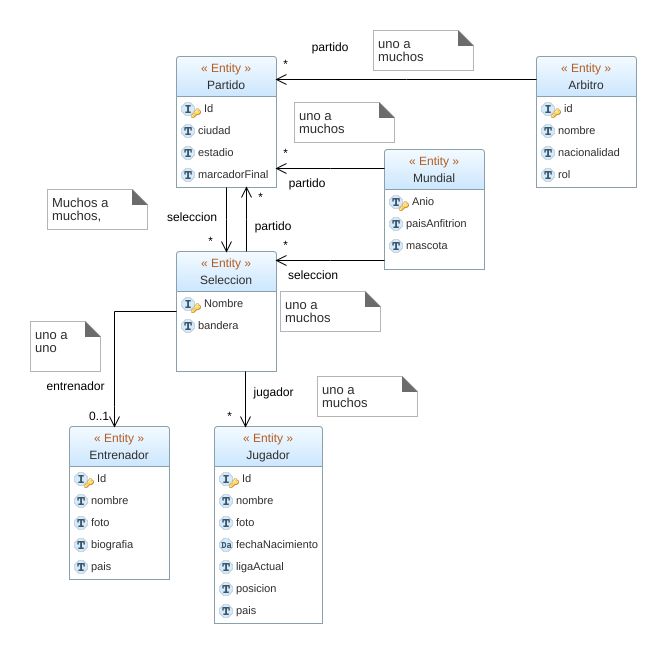 uno a
muchos
partido
*
« Entity »
Partido
Id
ciudad
estadio
marcadorFinal
« Entity »
Arbitro
id
nombre
nacionalidad
rol
uno a
muchos
*
partido
« Entity »
Mundial
Anio
paisAnfitrion
mascota
Muchos a
muchos,
seleccion
*
*
partido
*
seleccion
« Entity »
Seleccion
Nombre
bandera
uno a
muchos
uno a
uno
entrenador
0..1
jugador
*
uno a
muchos
« Entity »
Entrenador
Id
nombre
foto
biografia
pais
« Entity »
Jugador
Id
nombre
foto
Da fechaNacimiento
ligaActual
posicion
pais